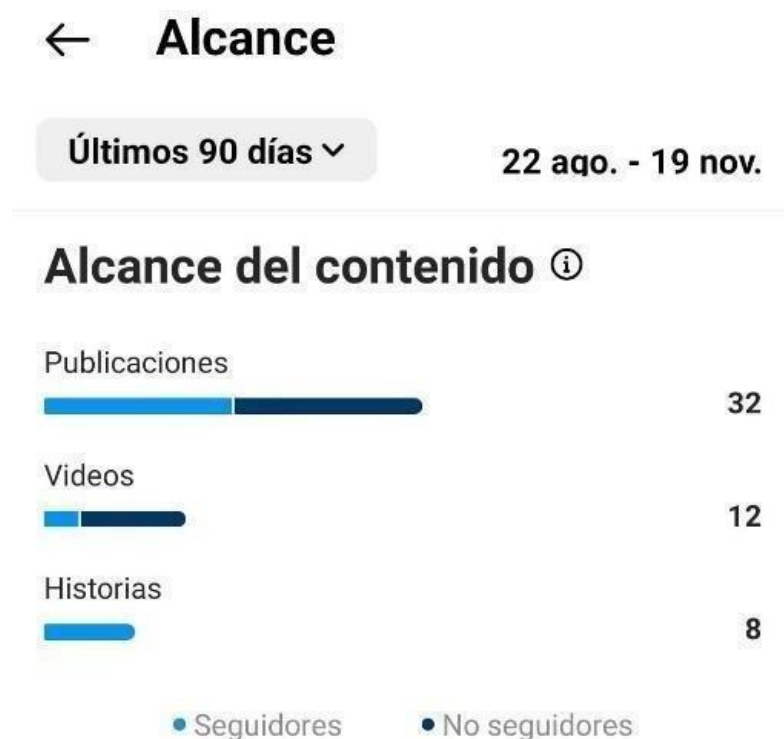 Alcance
Últimos 90 días 22 ago. - 19 nov.
Alcance del contenido
Publicaciones
32
Videos
12
Historias
8
Seguidores No seguidores